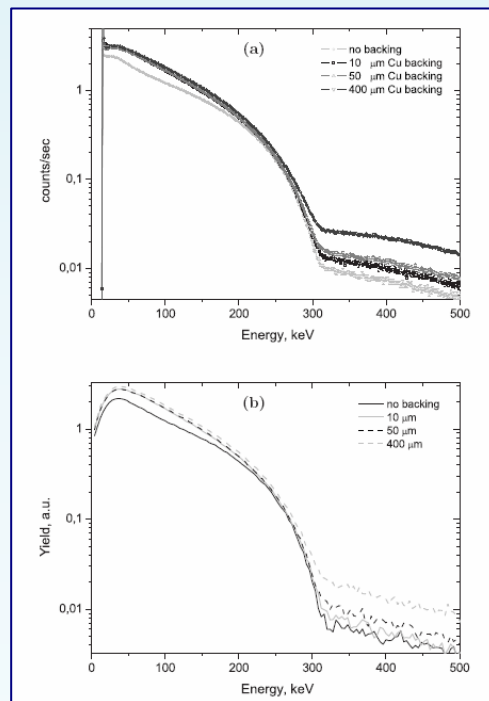 (a)
no backing
10 μm Cu backing
50 μm Cu backing
400 μm Cu backing
counts/sec
1
0,1
0,01
0 100 200 300 400 500
Energy, keV
(b)
no backing
10 μm
50 μm
400 μm
Yield, a.u.
1
0,1
0,01
0 100 200 300 400 500
Energy, keV